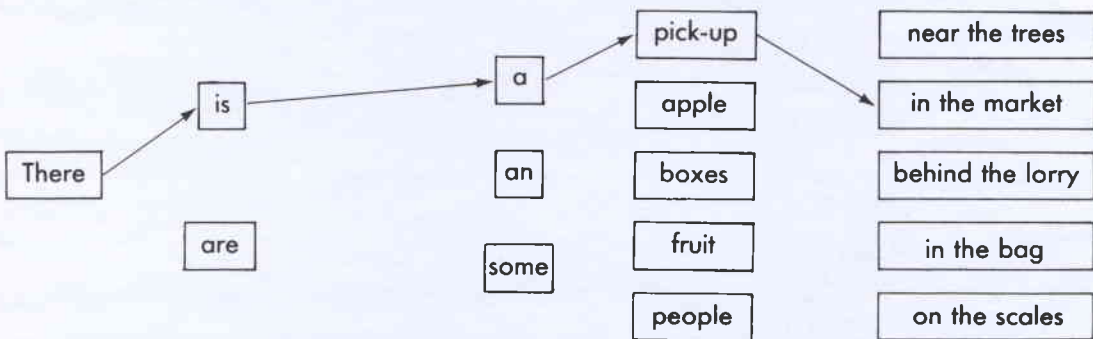 There
is
are
a
an
some
pick-up
apple
boxes
fruit
people
near the trees
in the market
behind the lorry
in the bag
on the scales